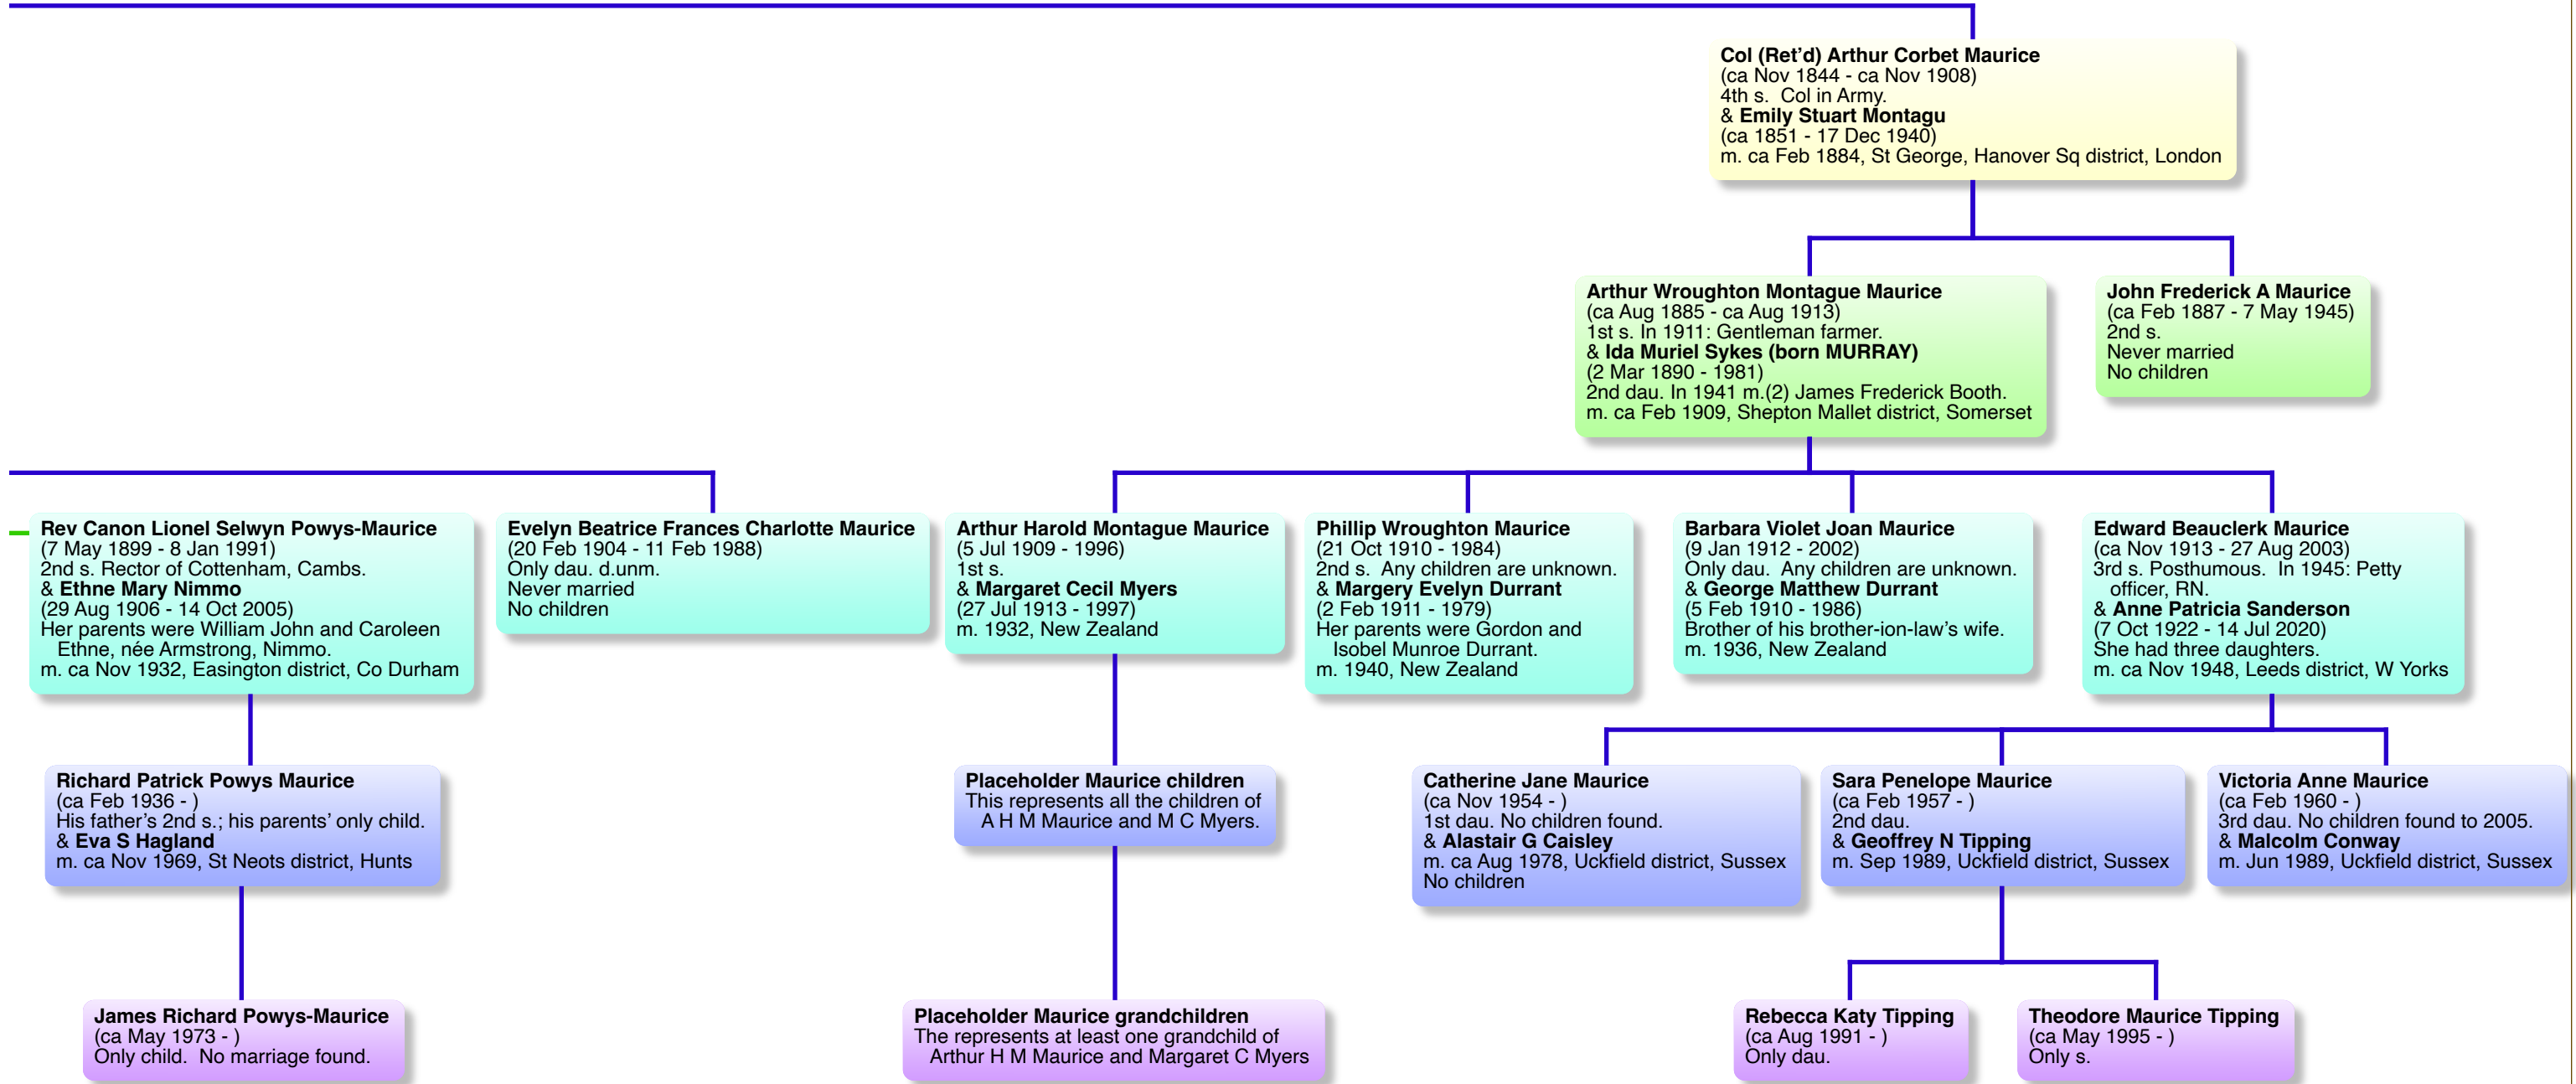 Col (Ret’d) Arthur Corbet Maurice
(ca Nov 1844 - ca Nov 1908)
4th s.  Col in Army.
& Emily Stuart Montagu
(ca 1851 - 17 Dec 1940)
m. ca Feb 1884, St George, Hanover Sq district, London
Arthur Wroughton Montague Maurice
(ca Aug 1885 - ca Aug 1913)
1st s. In 1911: Gentleman farmer.
& Ida Muriel Sykes (born MURRAY)
(2 Mar 1890 - 1981)
2nd dau. In 1941 m.(2) James Frederick Booth.
m. ca Feb 1909, Shepton Mallet district, Somerset
John Frederick A Maurice
(ca Feb 1887 - 7 May 1945)
2nd s.
Never married
No children
Rev Canon Lionel Selwyn Powys-Maurice
(7 May 1899 - 8 Jan 1991)
2nd s. Rector of Cottenham, Cambs.
& Ethne Mary Nimmo
(29 Aug 1906 - 14 Oct 2005)
Her parents were William John and Caroleen
Ethne, née Armstrong, Nimmo.
m. ca Nov 1932, Easington district, Co Durham
Evelyn Beatrice Frances Charlotte Maurice
(20 Feb 1904 - 11 Feb 1988)
Only dau. d.unm.
Never married
No children
Arthur Harold Montague Maurice
(5 Jul 1909 - 1996)
1st s.
& Margaret Cecil Myers
(27 Jul 1913 - 1997)
m. 1932, New Zealand
Phillip Wroughton Maurice
(21 Oct 1910 - 1984)
2nd s.  Any children are unknown.
& Margery Evelyn Durrant
(2 Feb 1911 - 1979)
Her parents were Gordon and
Isobel Munroe Durrant.
m. 1940, New Zealand
Barbara Violet Joan Maurice
(9 Jan 1912 - 2002)
Only dau.  Any children are unknown.
& George Matthew Durrant
(5 Feb 1910 - 1986)
Brother of his brother-ion-law’s wife.
m. 1936, New Zealand
Edward Beauclerk Maurice
(ca Nov 1913 - 27 Aug 2003)
3rd s.  Posthumous.  In 1945: Petty
officer, RN.
& Anne Patricia Sanderson
(7 Oct 1922 - 14 Jul 2020)
She had three daughters.
m. ca Nov 1948, Leeds district, W Yorks
Richard Patrick Powys Maurice
(ca Feb 1936 - )
His father’s 2nd s.; his parents’ only child.
& Eva S Hagland
m. ca Nov 1969, St Neots district, Hunts
Placeholder Maurice children
This represents all the children of
A H M Maurice and M C Myers.
Catherine Jane Maurice
(ca Nov 1954 - )
1st dau. No children found.
& Alastair G Caisley
m. ca Aug 1978, Uckfield district, Sussex
No children
Sara Penelope Maurice
(ca Feb 1957 - )
2nd dau.
& Geoffrey N Tipping
m. Sep 1989, Uckfield district, Sussex
Victoria Anne Maurice
(ca Feb 1960 - )
3rd dau. No children found to 2005.
& Malcolm Conway
m. Jun 1989, Uckfield district, Sussex
James Richard Powys-Maurice
(ca May 1973 - )
Only child.  No marriage found.
Placeholder Maurice grandchildren
The represents at least one grandchild of
Arthur H M Maurice and Margaret C Myers
Rebecca Katy Tipping
(ca Aug 1991 - )
Only dau.
Theodore Maurice Tipping
(ca May 1995 - )
Only s.